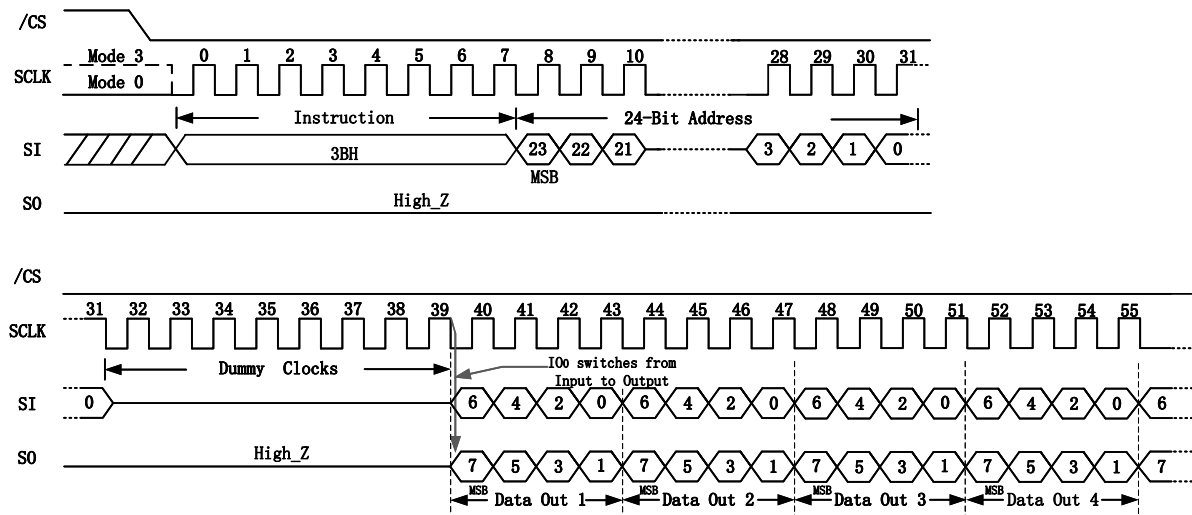 /CS
Mode 3 0 1 2 3 4 5 6 7 8 9 10 28 29 30 31
SCLK
Mode 0
Instruction 24-Bit Address
SI 3BH 23 22 21 3 2 1 0
MSB
SO High_Z
/CS
31 32 33 34 35 36 37 38 39 40 41 42 43 44 45 46 47 48 49 50 51 52 53 54 55
SCLK
Dummy Clocks
IO0 switches from
Input to Output
SI 0 6 4 2 0 6 4 2 0 6 4 2 0 6 4 2 0 6
SO High_Z 7 5 3 1 7 5 3 1 7 5 3 1 7 5 3 1 7
MSB MSB MSB MSB
Data Out 1 Data Out 2 Data Out 3 Data Out 4